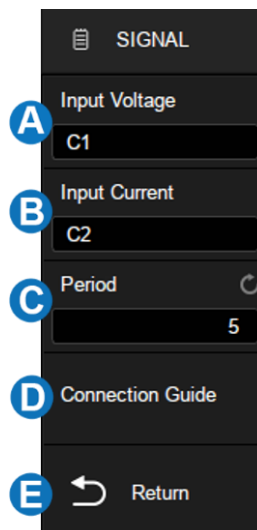 SIGNAL
A
Input Voltage
C1
B
Input Current
C2
C
Period
5
D
Connection Guide
E
Return